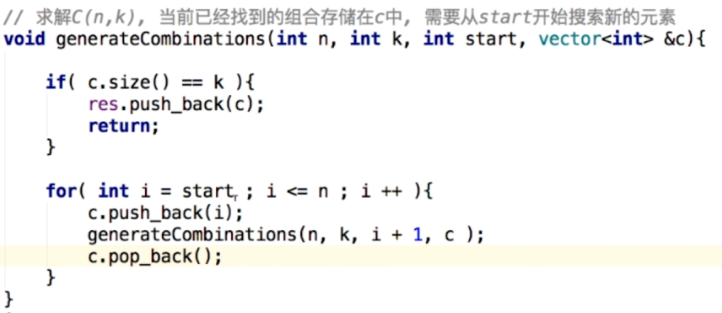 // 求解C(n,k), 当前已经找到的组合存储在c中, 需要从start开始搜索新的元素
void generateCombinations(int n, int k, int start, vector<int> &c){
if( c.size() == k ){
res.push_back(c);
return;
}
for( int i = start ; i <= n ; i ++ ){
c.push_back(i);
generateCombinations(n, k, i + 1, c );
c.pop_back();
}
}